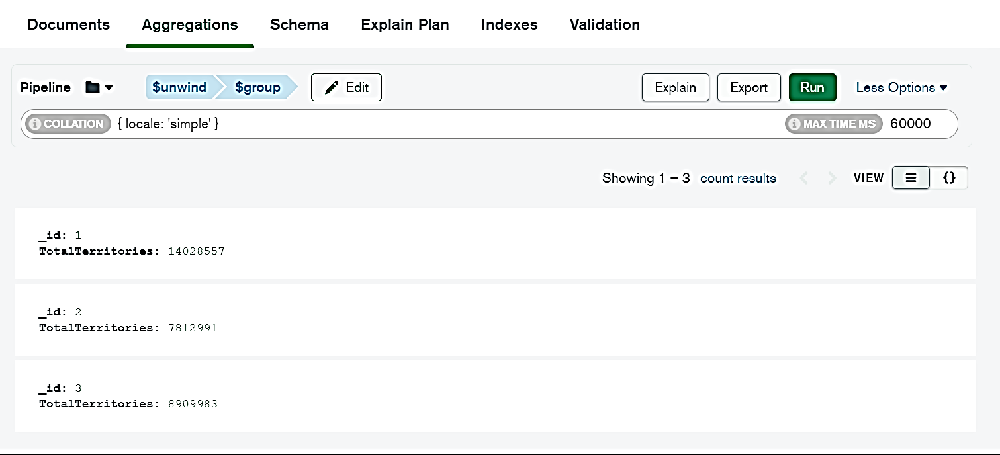 Documents Aggregations Schema Explain Plan Indexes Validation
Pipeline $unwind $group Edit Explain Export Run Less Options
COLLATION { locale: 'simple' } MAX TIME MS 60000
Showing 1 – 3 count results VIEW {}
_id: 1
TotalTerritories: 14028557
_id: 2
TotalTerritories: 7812991
_id: 3
TotalTerritories: 8909983